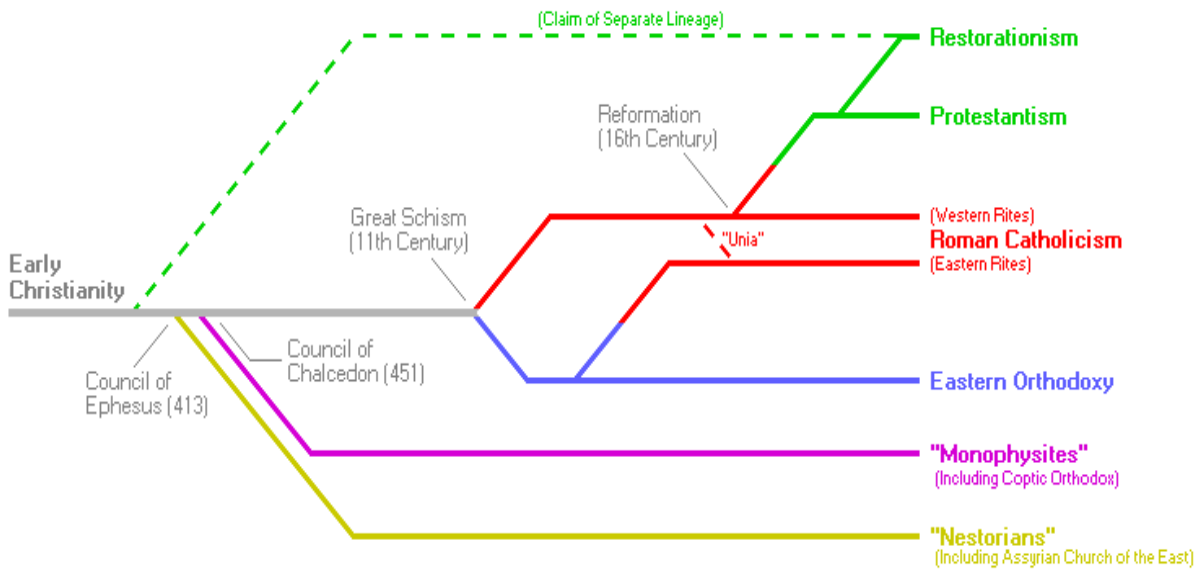 (Claim of Separate Lineage)
Restorationism
Protestantism
Reformation
(16th Century)
Great Schism
(11th Century)
(Western Rites)
"Unia"
Roman Catholicism
(Eastern Rites)
Early
Christianity
Council of
Chalcedon (451)
Council of
Ephesus (413)
Eastern Orthodoxy
"Monophysites"
(Including Coptic Orthodox)
"Nestorians"
(Including Assyrian Church of the East)